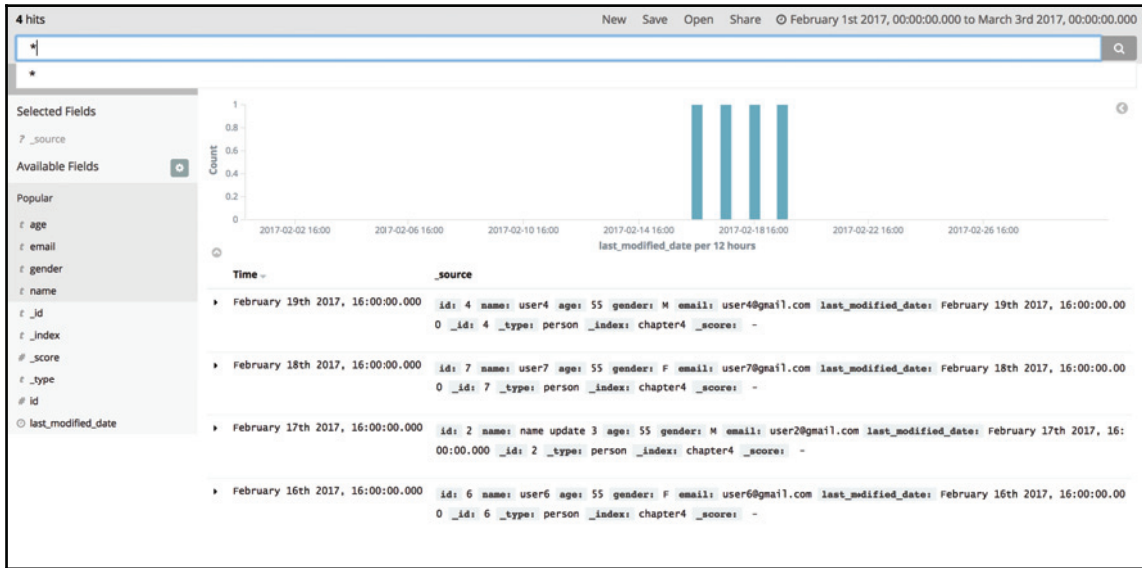 4 hits
New Save Open Share February 1st 2017, 00:00:00.000 to March 3rd 2017, 00:00:00.000
*
*
Selected Fields
? _source
Available Fields
Popular
t age
t email
t gender
t name
t _id
t _index
# _score
t _type
# id
last_modified_date
Count
1
0.8
0.6
0.4
0.2
0
2017-02-02 16:00 2017-02-06 16:00 2017-02-10 16:00 2017-02-14 16:00 2017-02-18 16:00 2017-02-22 16:00 2017-02-26 16:00
last_modified_date per 12 hours
Time _source
February 19th 2017, 16:00:00.000 id: 4 name: user4 age: 55 gender: M email: user4@gmail.com last_modified_date: February 19th 2017, 16:00:00.00
0 _id: 4 _type: person _index: chapter4 _score: -
February 18th 2017, 16:00:00.000 id: 7 name: user7 age: 55 gender: F email: user7@gmail.com last_modified_date: February 18th 2017, 16:00:00.00
0 _id: 7 _type: person _index: chapter4 _score: -
February 17th 2017, 16:00:00.000 id: 2 name: name update 3 age: 55 gender: M email: user2@gmail.com last_modified_date: February 17th 2017, 16:
00:00.000 _id: 2 _type: person _index: chapter4 _score: -
February 16th 2017, 16:00:00.000 id: 6 name: user6 age: 55 gender: F email: user6@gmail.com last_modified_date: February 16th 2017, 16:00:00.00
0 _id: 6 _type: person _index: chapter4 _score: -